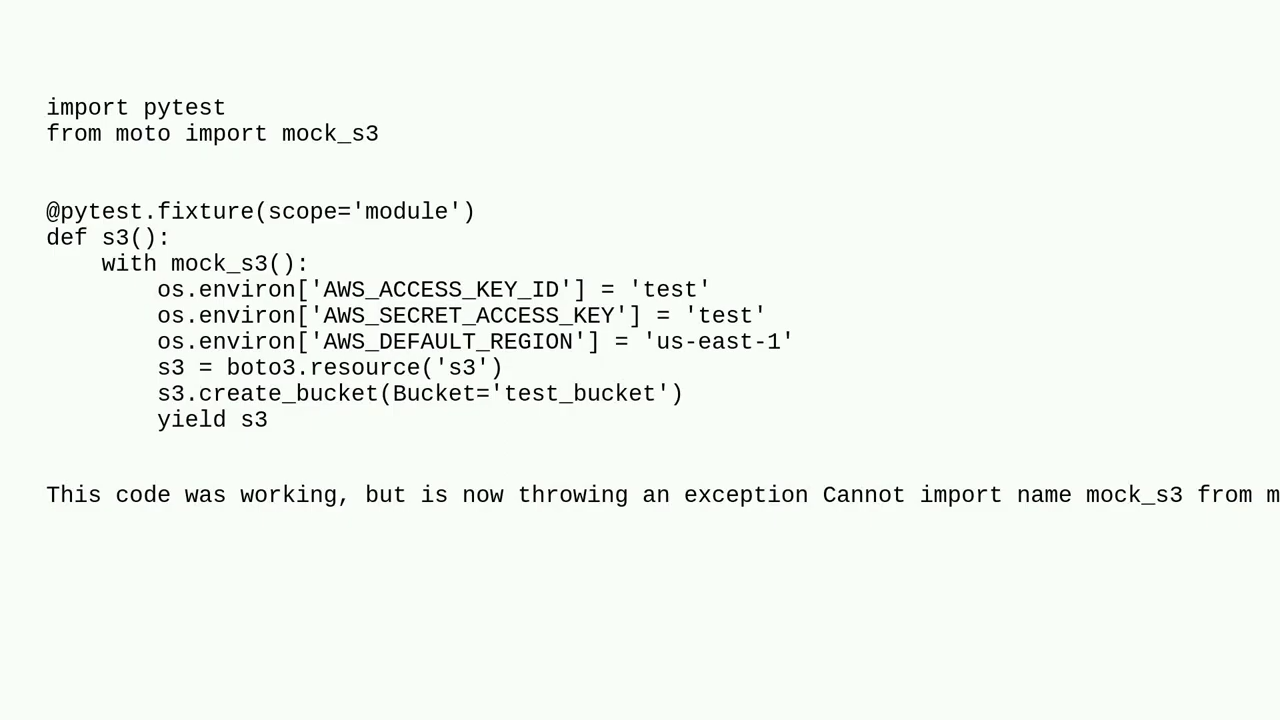 import pytest
from moto import mock_s3
@pytest.fixture(scope='module')
def s3():
    with mock_s3():
        os.environ['AWS_ACCESS_KEY_ID'] = 'test'
        os.environ['AWS_SECRET_ACCESS_KEY'] = 'test'
        os.environ['AWS_DEFAULT_REGION'] = 'us-east-1'
        s3 = boto3.resource('s3')
        s3.create_bucket(Bucket='test_bucket')
        yield s3
This code was working, but is now throwing an exception Cannot import name mock_s3 from